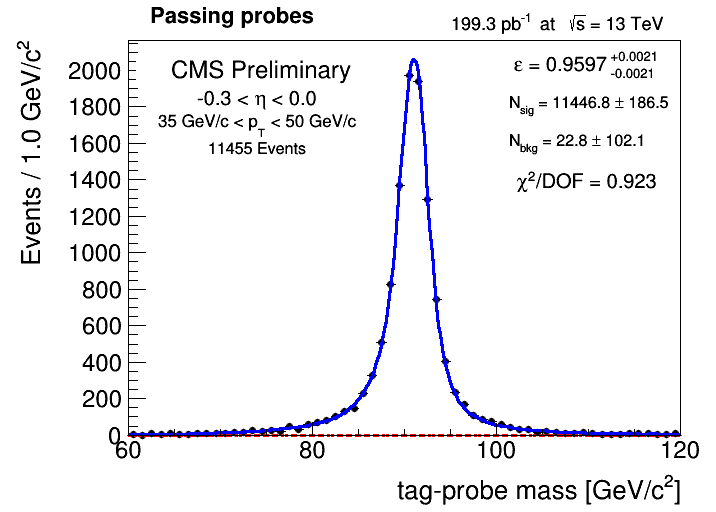 Passing probes
199.3 pb⁻¹ at √s = 13 TeV
CMS Preliminary
-0.3 < η < 0.0
35 GeV/c < p_T < 50 GeV/c
11455 Events
ε = 0.9597 +0.0021 -0.0021
N_sig = 11446.8 ± 186.5
N_bkg = 22.8 ± 102.1
χ²/DOF = 0.923
Events / 1.0 GeV/c²
2000
1800
1600
1400
1200
1000
800
600
400
200
0
60 80 100 120
tag-probe mass [GeV/c²]